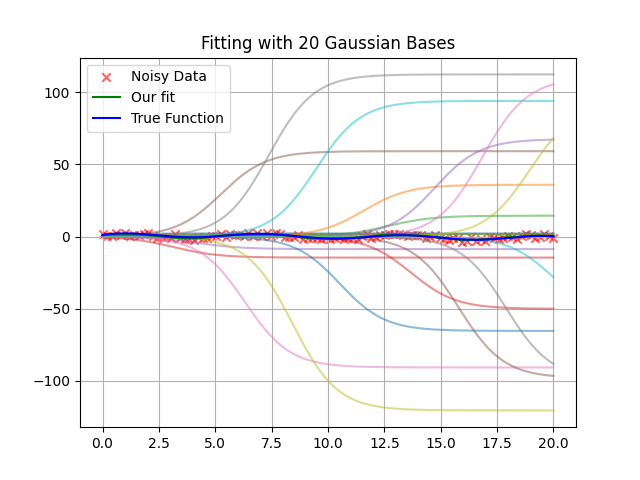 Fitting with 20 Gaussian Bases
Noisy Data
Our fit
True Function
100
50
0
−50
−100
0.0 2.5 5.0 7.5 10.0 12.5 15.0 17.5 20.0